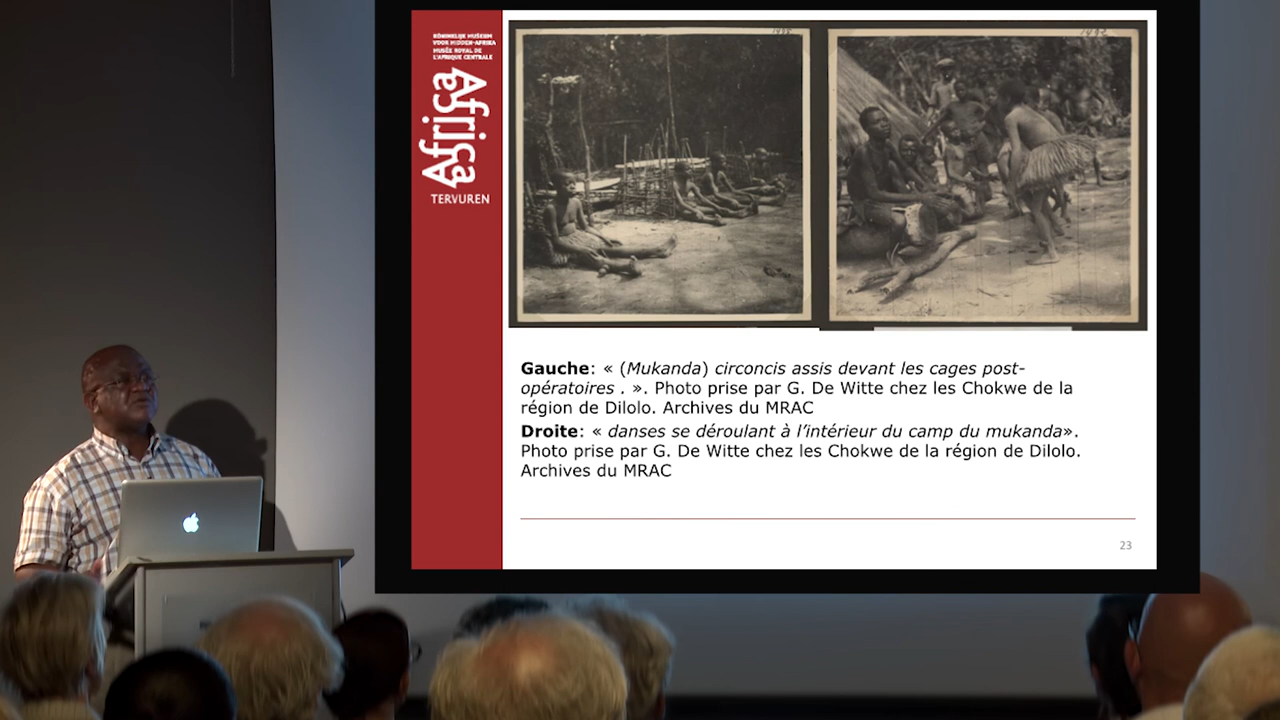 KONINKLIJK MUSEUM
VOOR MIDDEN-AFRIKA
MUSÉE ROYAL DE
L'AFRIQUE CENTRALE
Africa
Africa
TERVUREN
Gauche: « (Mukanda) circoncis assis devant les cages post-
opératoires . ». Photo prise par G. De Witte chez les Chokwe de la
région de Dilolo. Archives du MRAC
Droite: « danses se déroulant à l’intérieur du camp du mukanda».
Photo prise par G. De Witte chez les Chokwe de la région de Dilolo.
Archives du MRAC
23